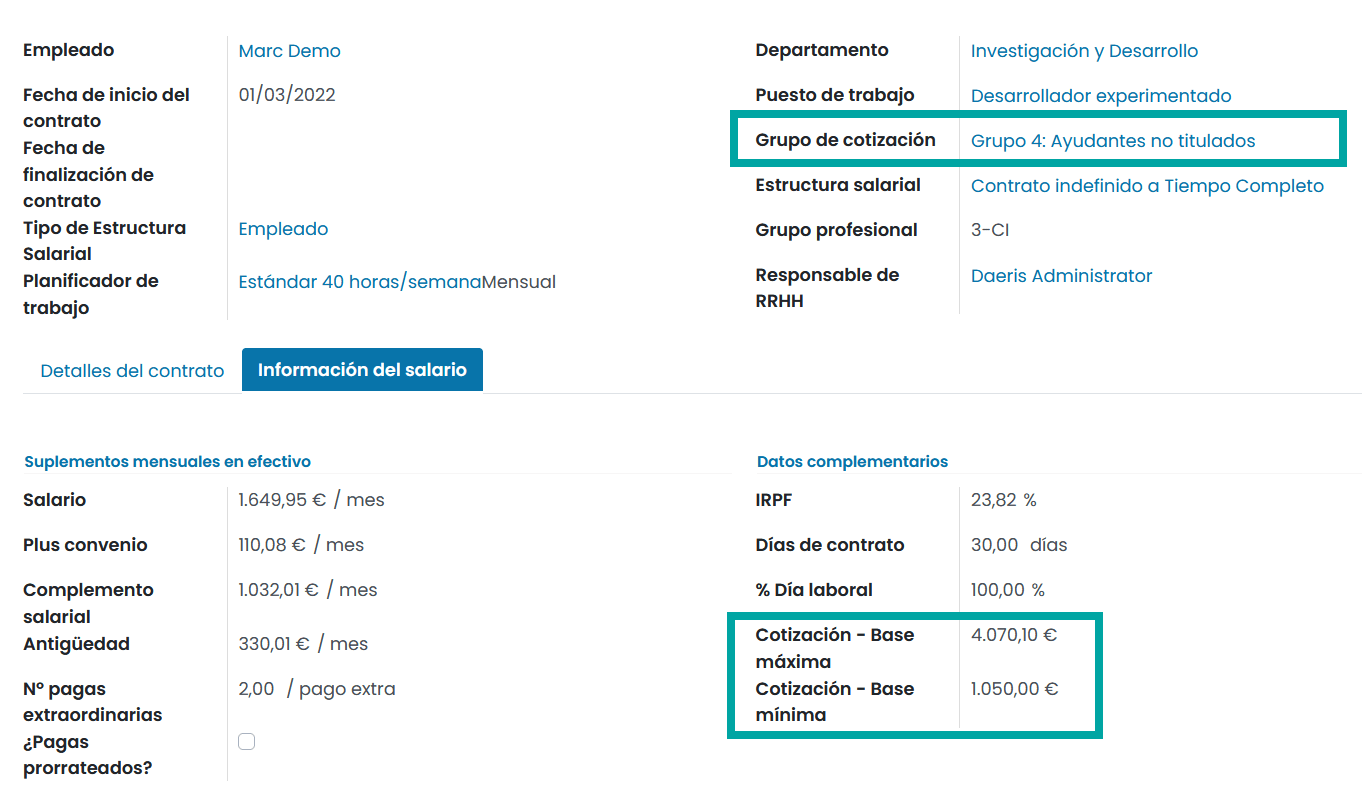 Empleado
Marc Demo
Fecha de inicio del
contrato
01/03/2022
Fecha de
finalización de
contrato
Tipo de Estructura
Salarial
Empleado
Planificador de
trabajo
Estándar 40 horas/semanaMensual
Departamento
Investigación y Desarrollo
Puesto de trabajo
Desarrollador experimentado
Grupo de cotización
Grupo 4: Ayudantes no titulados
Estructura salarial
Contrato indefinido a Tiempo Completo
Grupo profesional
3-CI
Responsable de
RRHH
Daeris Administrator
Detalles del contrato
Información del salario
Suplementos mensuales en efectivo
Salario
1.649,95 € / mes
Plus convenio
110,08 € / mes
Complemento
salarial
1.032,01 € / mes
Antigüedad
330,01 € / mes
Nº pagas
extraordinarias
2,00 / pago extra
¿Pagas
prorrateados?
Datos complementarios
IRPF
23,82 %
Días de contrato
30,00 días
% Día laboral
100,00 %
Cotización - Base
máxima
4.070,10 €
Cotización - Base
mínima
1.050,00 €